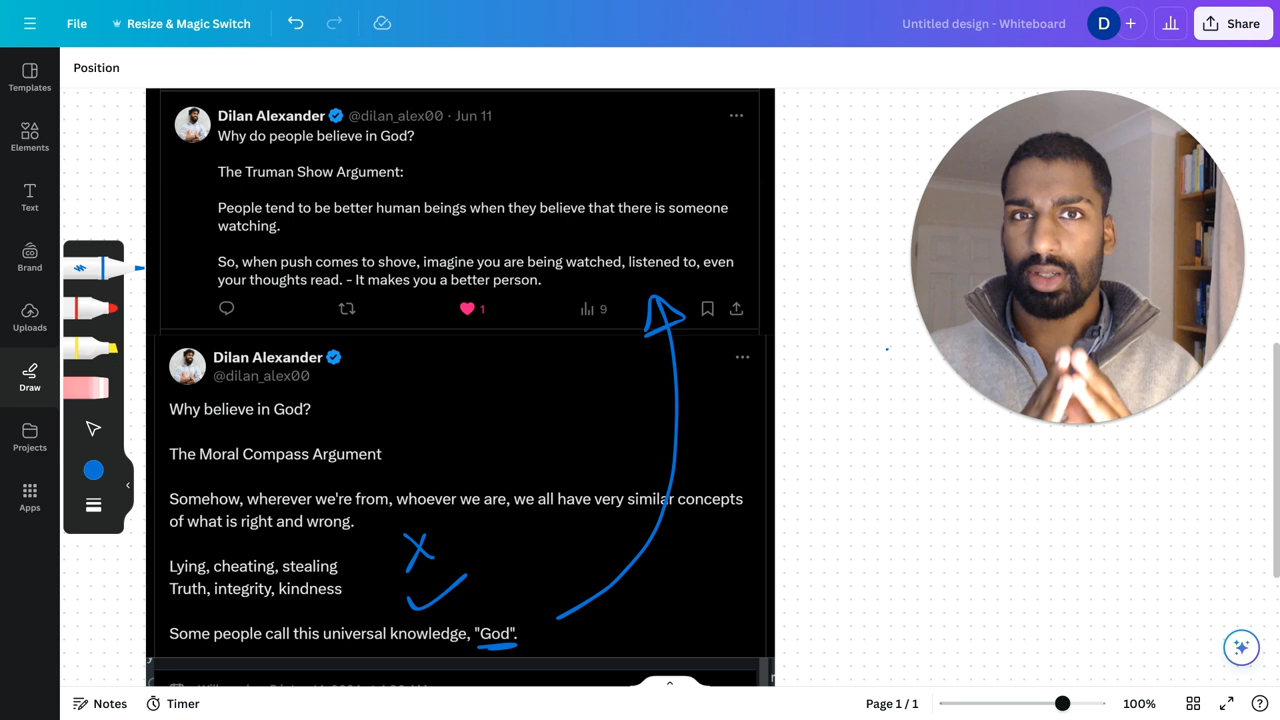 File
Resize & Magic Switch
Untitled design - Whiteboard
D
+
Share
Position
Templates
Elements
T
Text
co
Brand
Uploads
Draw
Projects
Apps
Dilan Alexander @dilan_alex00 · Jun 11
Why do people believe in God?
The Truman Show Argument:
People tend to be better human beings when they believe that there is someone
watching.
So, when push comes to shove, imagine you are being watched, listened to, even
your thoughts read. - It makes you a better person.
1
9
Dilan Alexander
@dilan_alex00
Why believe in God?
The Moral Compass Argument
Somehow, wherever we're from, whoever we are, we all have very similar concepts
of what is right and wrong.
Lying, cheating, stealing
Truth, integrity, kindness
Some people call this universal knowledge, "God".
Notes
Timer
Page 1 / 1
100%
?